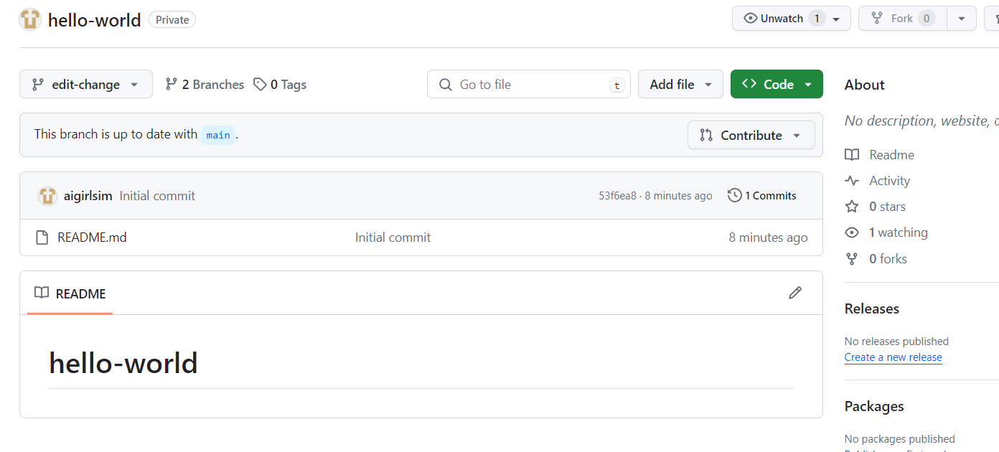 hello-world Private Unwatch 1 Fork 0
edit-change 2 Branches 0 Tags Go to file t Add file Code
This branch is up to date with main .
Contribute
aigirlsim Initial commit 53f6ea8 · 8 minutes ago 1 Commits
README.md Initial commit 8 minutes ago
README
hello-world
About
No description, website,
Readme
Activity
0 stars
1 watching
0 forks
Releases
No releases published
Create a new release
Packages
No packages published